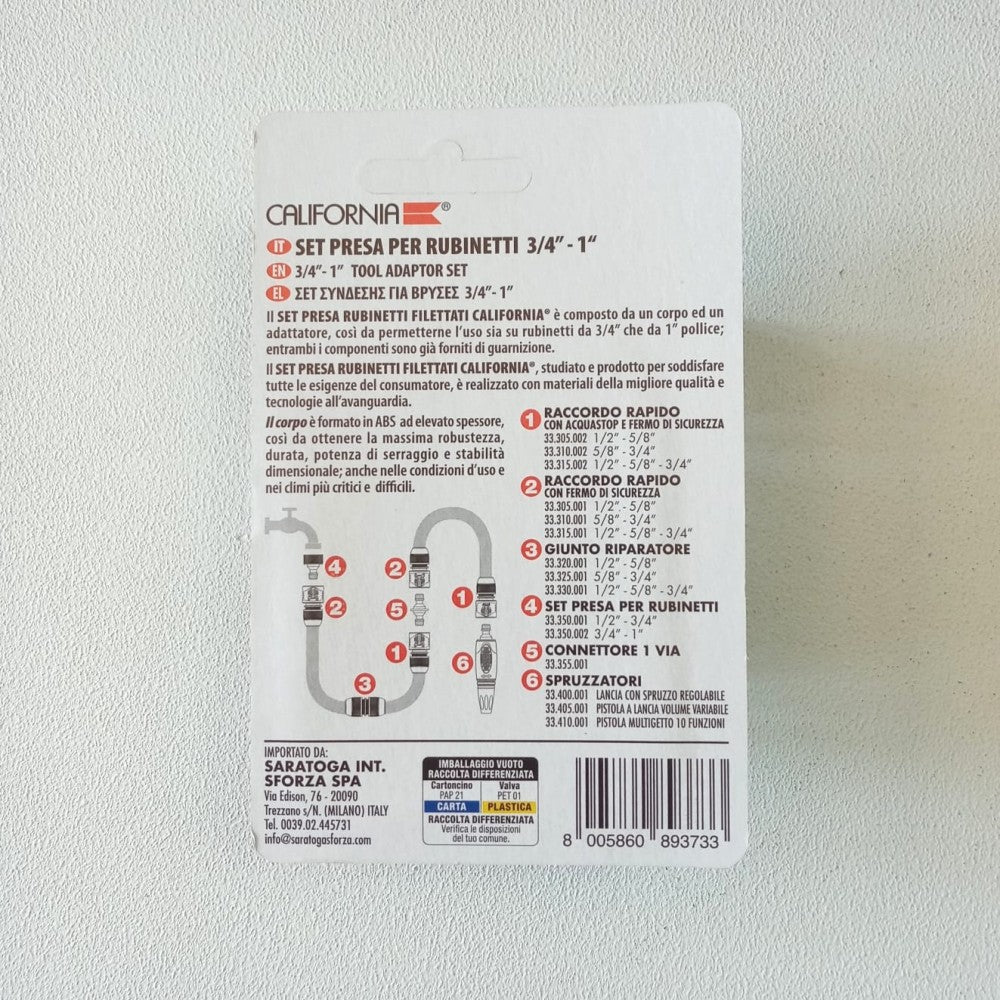 CALIFORNIA®
IT SET PRESA PER RUBINETTI 3/4” - 1“
EN 3/4”- 1” TOOL ADAPTOR SET
EL ΣΕΤ ΣΥΝΔΕΣΗΣ ΓΙΑ ΒΡΥΣΕΣ 3/4”- 1”
Il SET PRESA RUBINETTI FILETTATI CALIFORNIA® è composto da un corpo ed un
adattatore, così da permetterne l’uso sia su rubinetti da 3/4” che da 1” pollice;
entrambi i componenti sono già forniti di guarnizione.
Il SET PRESA RUBINETTI FILETTATI CALIFORNIA®, studiato e prodotto per soddisfare
tutte le esigenze del consumatore, è realizzato con materiali della migliore qualità e
tecnologie all’avanguardia.
Il corpo è formato in ABS ad elevato spessore,
così da ottenere la massima robustezza,
durata, potenza di serraggio e stabilità
dimensionale; anche nelle condizioni d’uso e
nei climi più critici e difficili.
1 RACCORDO RAPIDO
CON ACQUASTOP E FERMO DI SICUREZZA
33.305.002 1/2” - 5/8”
33.310.002 5/8” - 3/4”
33.315.002 1/2” - 5/8” - 3/4”
2 RACCORDO RAPIDO
CON FERMO DI SICUREZZA
33.305.001 1/2” - 5/8”
33.310.001 5/8” - 3/4”
33.315.001 1/2” - 5/8” - 3/4”
3 GIUNTO RIPARATORE
33.320.001 1/2” - 5/8”
33.325.001 5/8” - 3/4”
33.330.001 1/2” - 5/8” - 3/4”
4 SET PRESA PER RUBINETTI
33.350.001 1/2” - 3/4”
33.350.002 3/4” - 1”
5 CONNETTORE 1 VIA
33.355.001
6 SPRUZZATORI
33.400.001 LANCIA CON SPRUZZO REGOLABILE
33.405.001 PISTOLA A LANCIA VOLUME VARIABILE
33.410.001 PISTOLA MULTIGETTO 10 FUNZIONI
4
2
3
2
5
1
1
6
IMPORTATO DA:
SARATOGA INT.
SFORZA SPA
Via Edison, 76 - 20090
Trezzano s/N. (MILANO) ITALY
Tel. 0039.02.445731
info@saratogasforza.com
IMBALLAGGIO VUOTO
RACCOLTA DIFFERENZIATA
Cartoncino Valva
PAP 21 PET 01
CARTA PLASTICA
RACCOLTA DIFFERENZIATA
Verifica le disposizioni
del tuo comune.
8 005860 893733